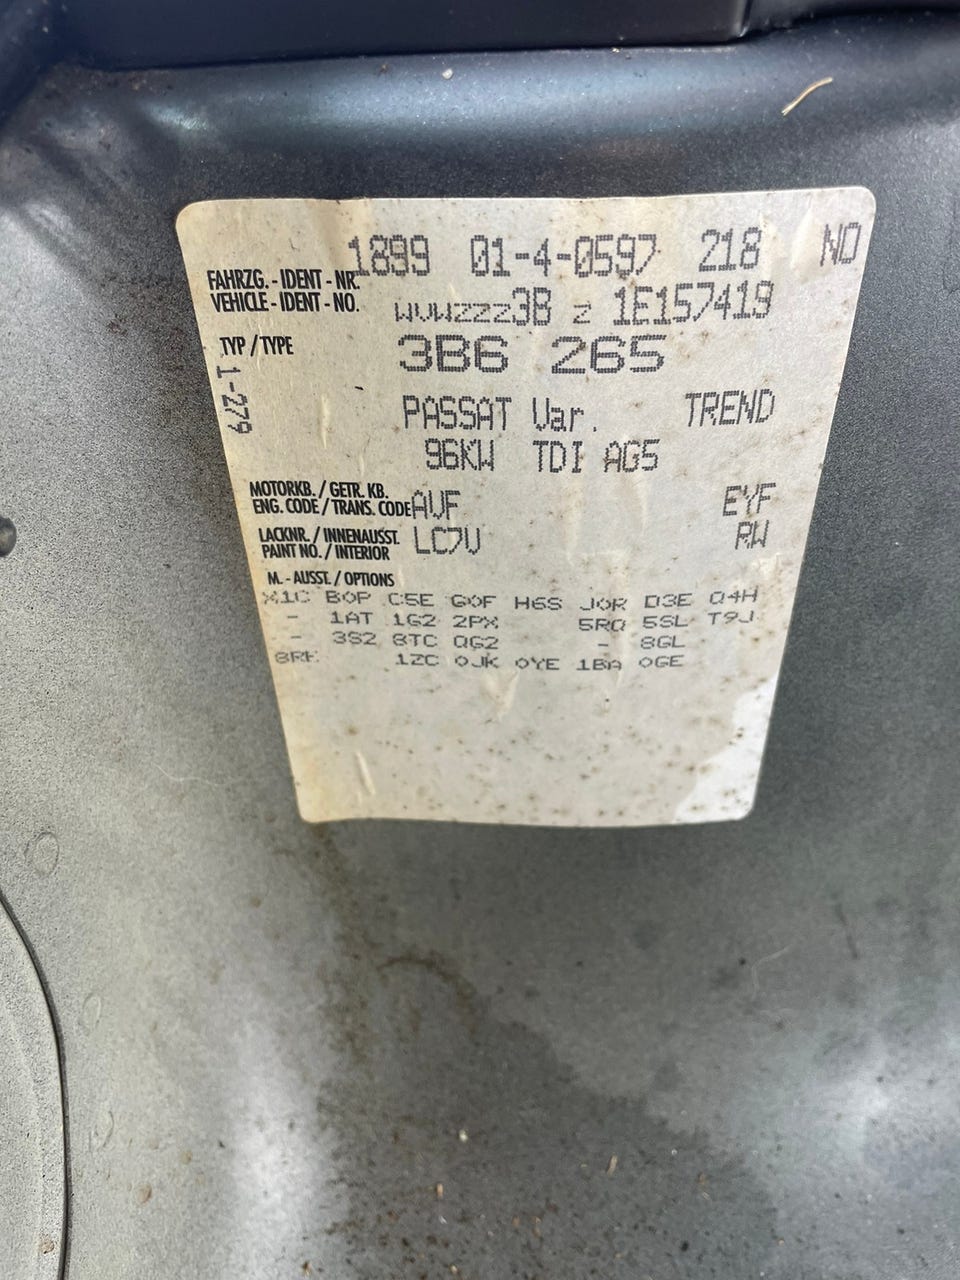 1899 01-4-0597 218 NO
FAHRZG. - IDENT - NR.
VEHICLE - IDENT - NO. WVWZZZ3B Z 1E157419
TYP / TYPE 3B6 265
1-279
PASSAT Var. TREND
96KW TDI AG5
MOTORKB. / GETR. KB.
ENG. CODE / TRANS. CODE AVF EYF
LACKNR. / INNENAUSST. LC7V RW
PAINT NO. / INTERIOR
M. - AUSST. / OPTIONS
X1C B0P C5E G0F H6S J0R D3E Q4H
- 1AT 1G2 2PX 5RQ 5SL T9J
- 3S2 8TC QG2 - 8GL
1ZC 0JK 0YE 1BA 0GE